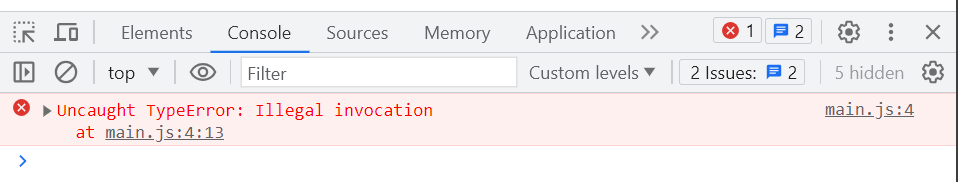 Elements Console Sources Memory Application 1 2
top Filter Custom levels 2 Issues: 2 5 hidden
Uncaught TypeError: Illegal invocation main.js:4
at main.js:4:13